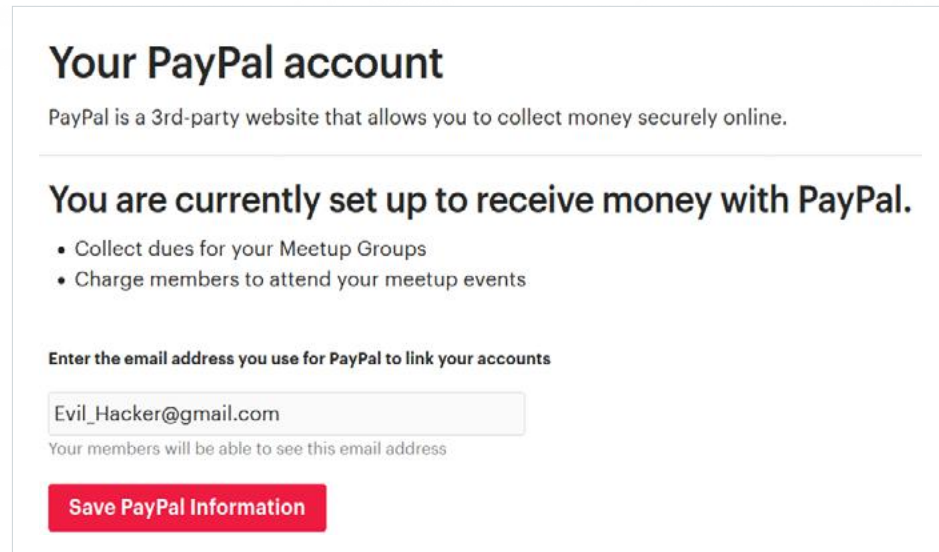 Your PayPal account
PayPal is a 3rd-party website that allows you to collect money securely online.
You are currently set up to receive money with PayPal.
• Collect dues for your Meetup Groups
• Charge members to attend your meetup events
Enter the email address you use for PayPal to link your accounts
Evil_Hacker@gmail.com
Your members will be able to see this email address
Save PayPal Information